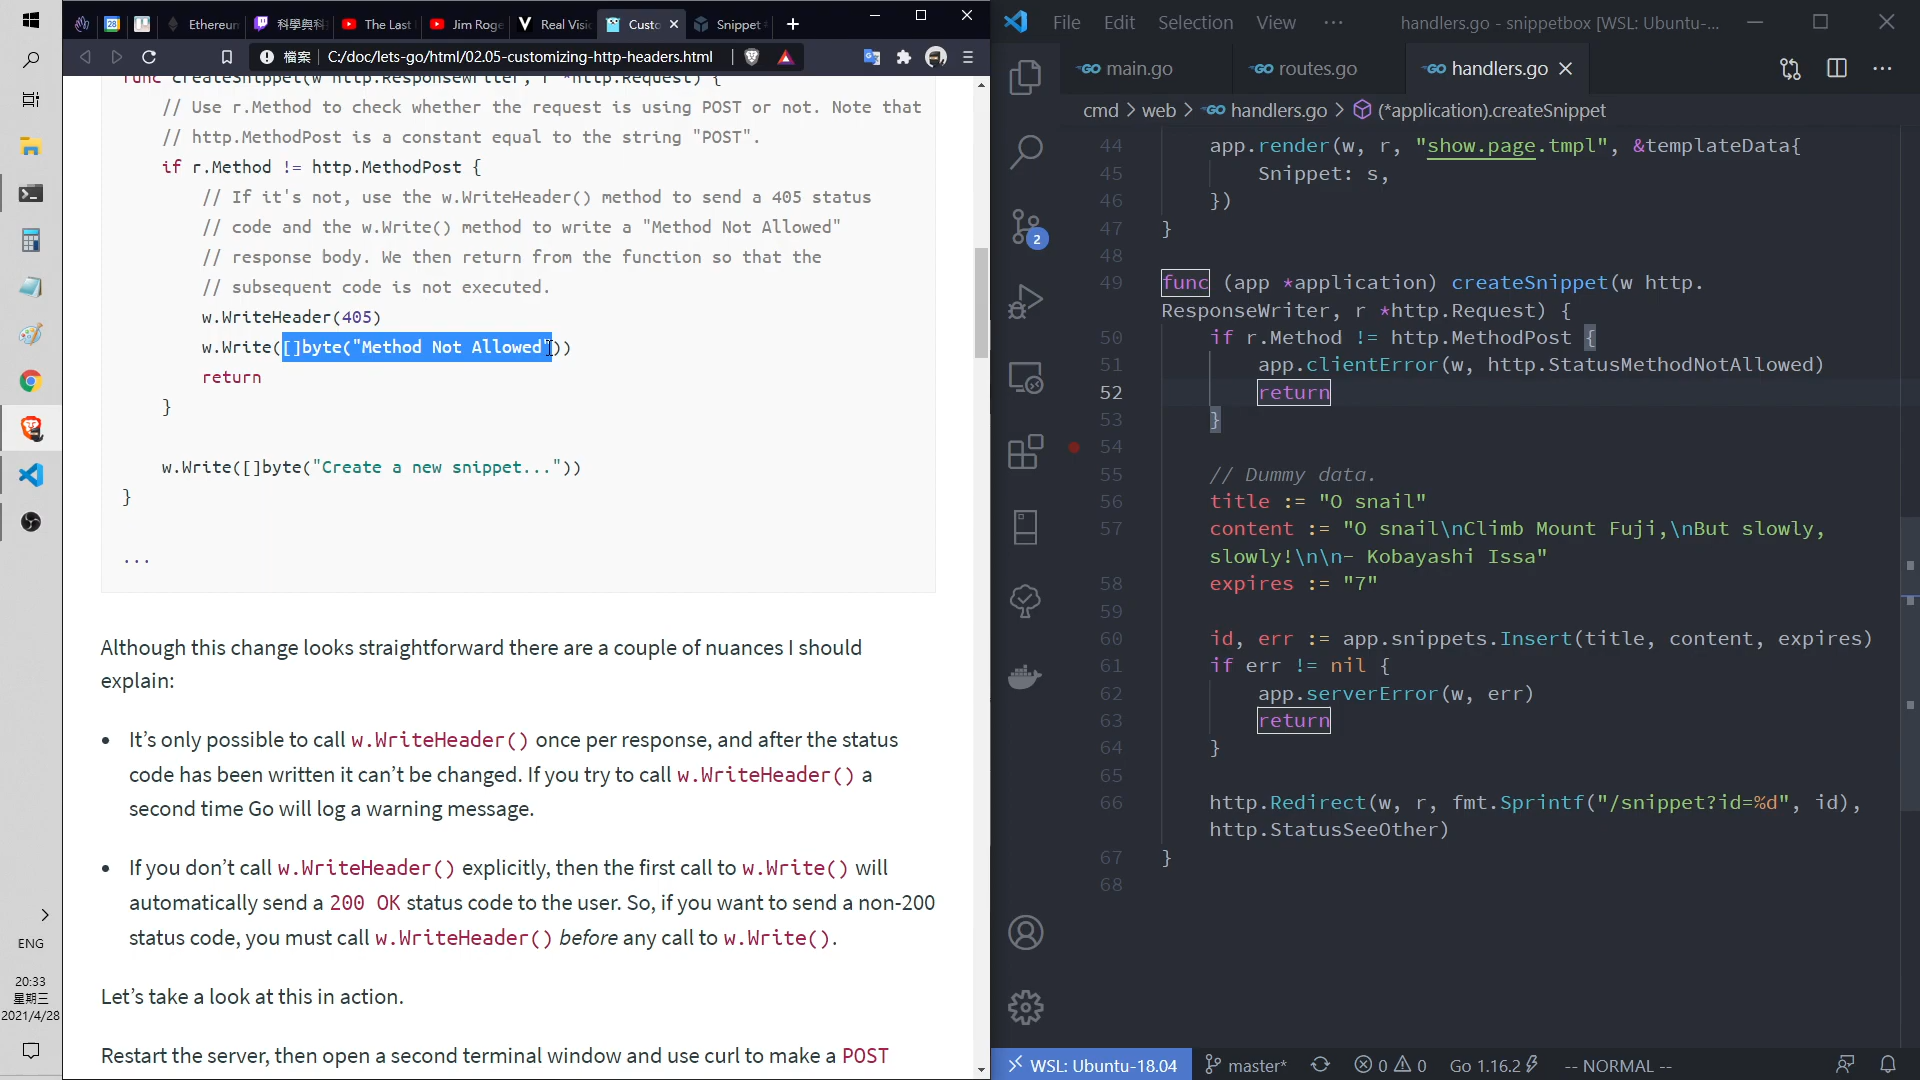 Ethereun
科學與科
The Last
Jim Roge
Real Visi
Custo
Snippet
檔案
C:/doc/lets-go/html/02.05-customizing-http-headers.html
func createSnippet(w http.ResponseWriter, r *http.Request) {
// Use r.Method to check whether the request is using POST or not. Note that
// http.MethodPost is a constant equal to the string "POST".
if r.Method != http.MethodPost {
// If it's not, use the w.WriteHeader() method to send a 405 status
// code and the w.Write() method to write a "Method Not Allowed"
// response body. We then return from the function so that the
// subsequent code is not executed.
w.WriteHeader(405)
w.Write([]byte("Method Not Allowed"))
return
}
w.Write([]byte("Create a new snippet..."))
}
...
Although this change looks straightforward there are a couple of nuances I should
explain:
• It’s only possible to call w.WriteHeader() once per response, and after the status
code has been written it can’t be changed. If you try to call w.WriteHeader() a
second time Go will log a warning message.
• If you don’t call w.WriteHeader() explicitly, then the first call to w.Write() will
automatically send a 200 OK status code to the user. So, if you want to send a non-200
status code, you must call w.WriteHeader() before any call to w.Write().
Let’s take a look at this in action.
Restart the server, then open a second terminal window and use curl to make a POST
ENG
20:33
星期三
2021/4/28
File Edit Selection View ··· handlers.go - snippetbox [WSL: Ubuntu-...
main.go
routes.go
handlers.go
cmd > web > handlers.go > (*application).createSnippet
2
44 app.render(w, r, "show.page.tmpl", &templateData{
45 Snippet: s,
46 })
47 }
48
49 func (app *application) createSnippet(w http.
ResponseWriter, r *http.Request) {
50 if r.Method != http.MethodPost {
51 app.clientError(w, http.StatusMethodNotAllowed)
52 return
53 }
54
55 // Dummy data.
56 title := "O snail"
57 content := "O snail\nClimb Mount Fuji,\nBut slowly,
slowly!\n\n– Kobayashi Issa"
58 expires := "7"
59
60 id, err := app.snippets.Insert(title, content, expires)
61 if err != nil {
62 app.serverError(w, err)
63 return
64 }
65
66 http.Redirect(w, r, fmt.Sprintf("/snippet?id=%d", id),
http.StatusSeeOther)
67 }
68
WSL: Ubuntu-18.04 master* 0 0 Go 1.16.2 -- NORMAL --